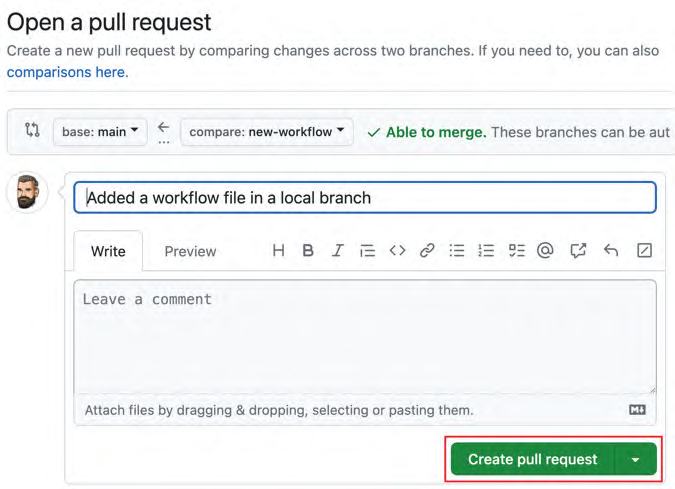 Open a pull request
Create a new pull request by comparing changes across two branches. If you need to, you can also
comparisons here.
base: main
compare: new-workflow
Able to merge. These branches can be aut
Added a workflow file in a local branch
Write
Preview
Leave a comment
Attach files by dragging & dropping, selecting or pasting them.
Create pull request